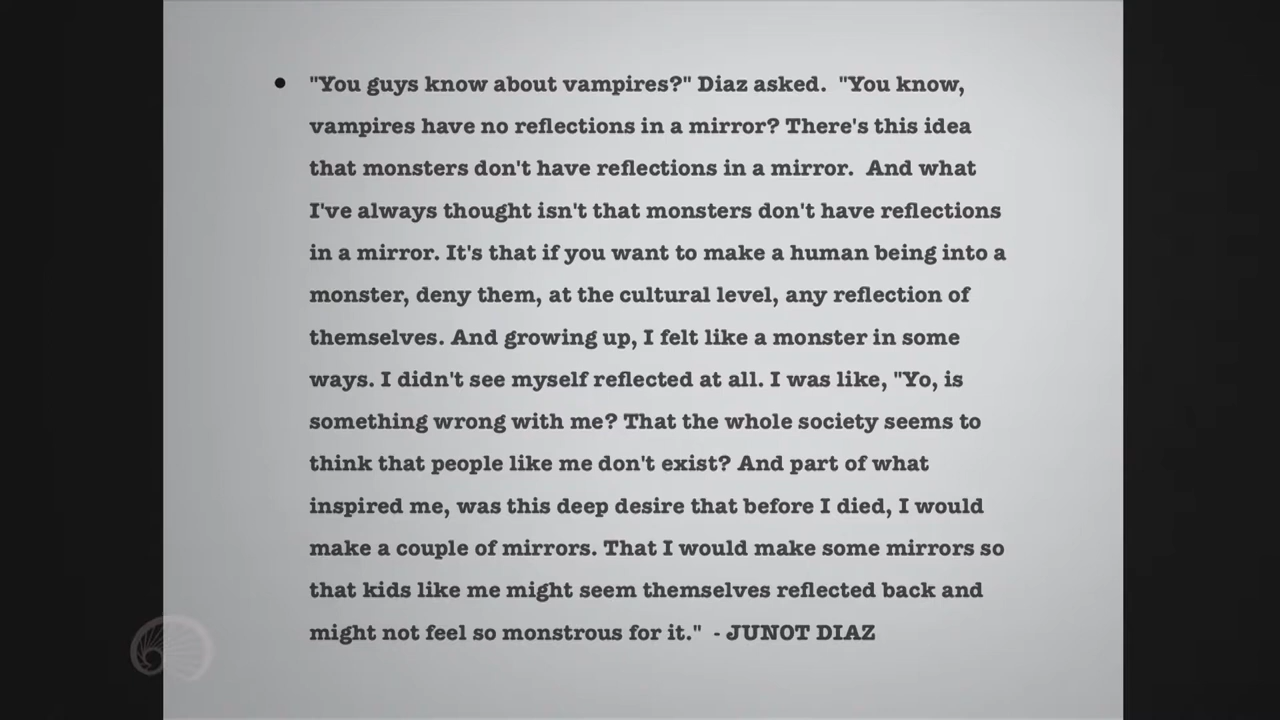 • "You guys know about vampires?" Diaz asked.  "You know,
vampires have no reflections in a mirror? There's this idea
that monsters don't have reflections in a mirror.  And what
I've always thought isn't that monsters don't have reflections
in a mirror. It's that if you want to make a human being into a
monster, deny them, at the cultural level, any reflection of
themselves. And growing up, I felt like a monster in some
ways. I didn't see myself reflected at all. I was like, "Yo, is
something wrong with me? That the whole society seems to
think that people like me don't exist? And part of what
inspired me, was this deep desire that before I died, I would
make a couple of mirrors. That I would make some mirrors so
that kids like me might seem themselves reflected back and
might not feel so monstrous for it."  - JUNOT DIAZ